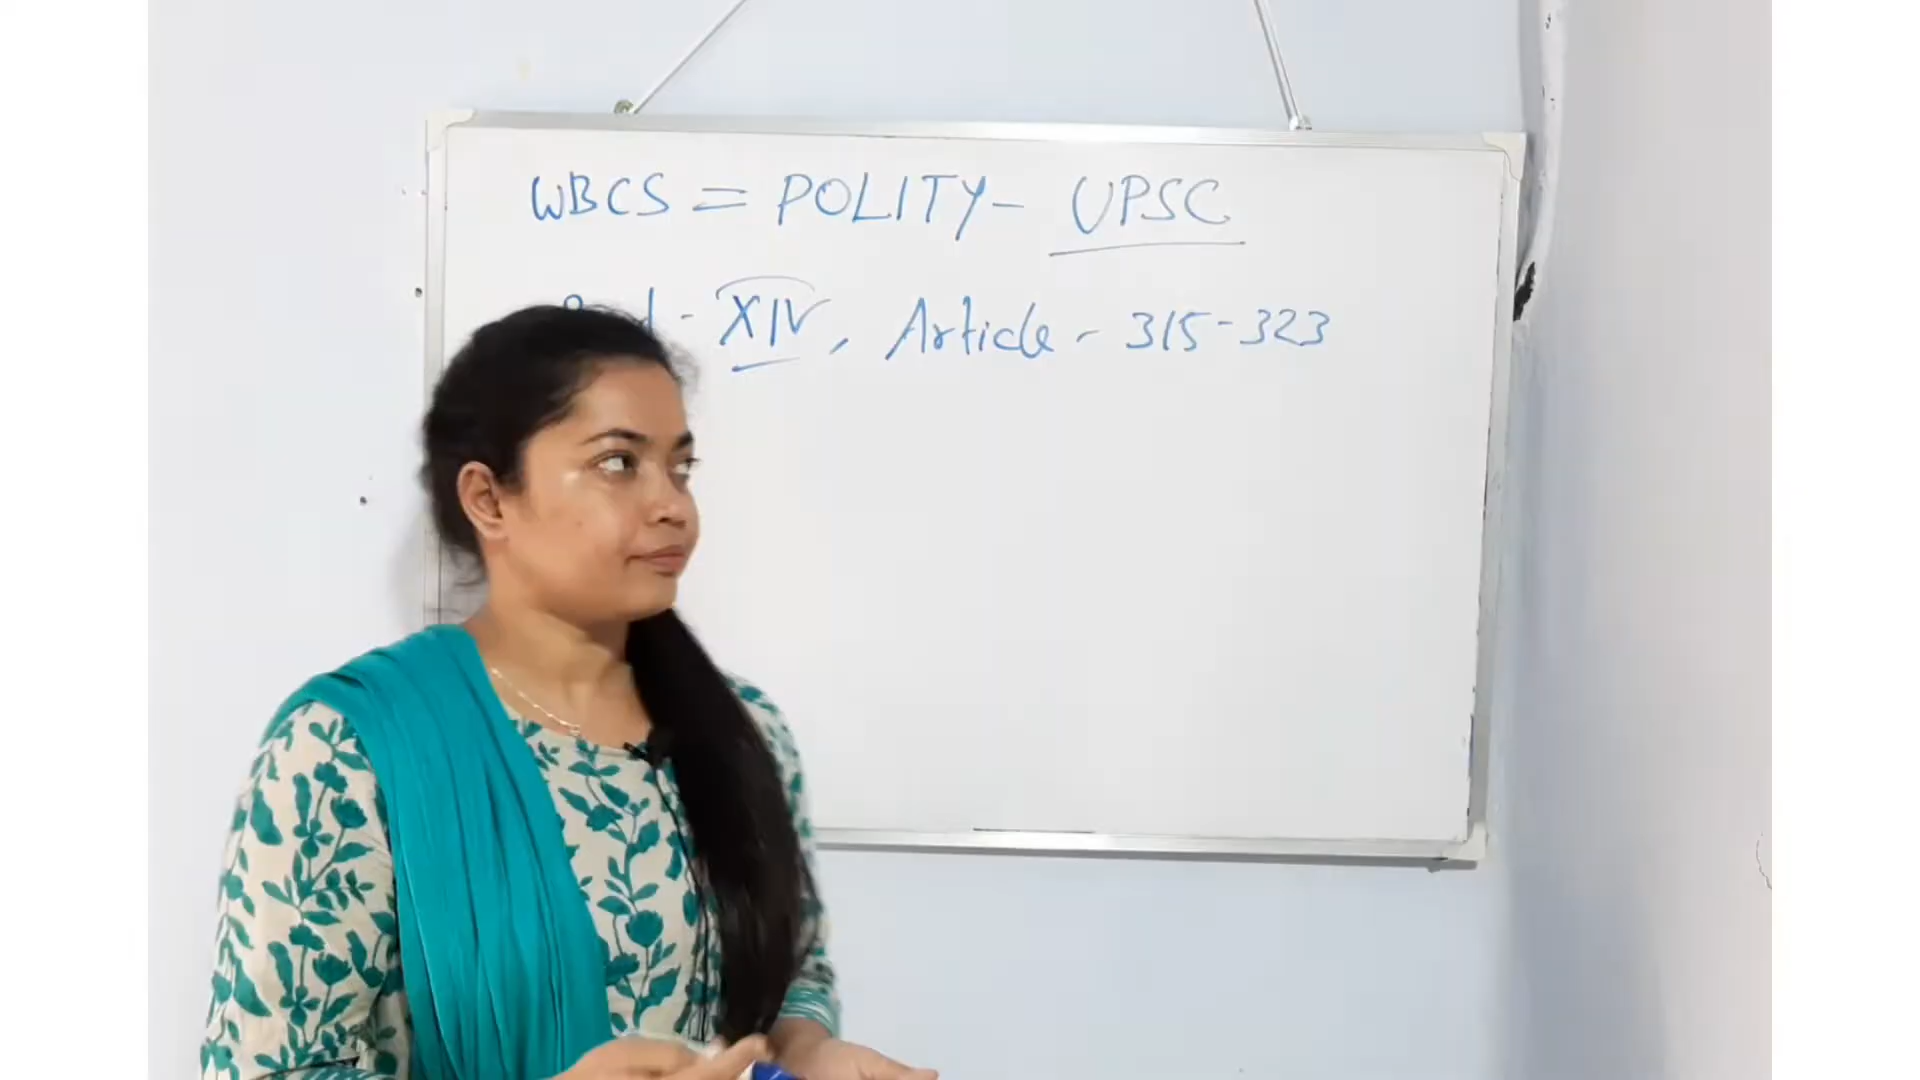 WBCS = POLITY - UPSC
- XIV, Article - 315-323